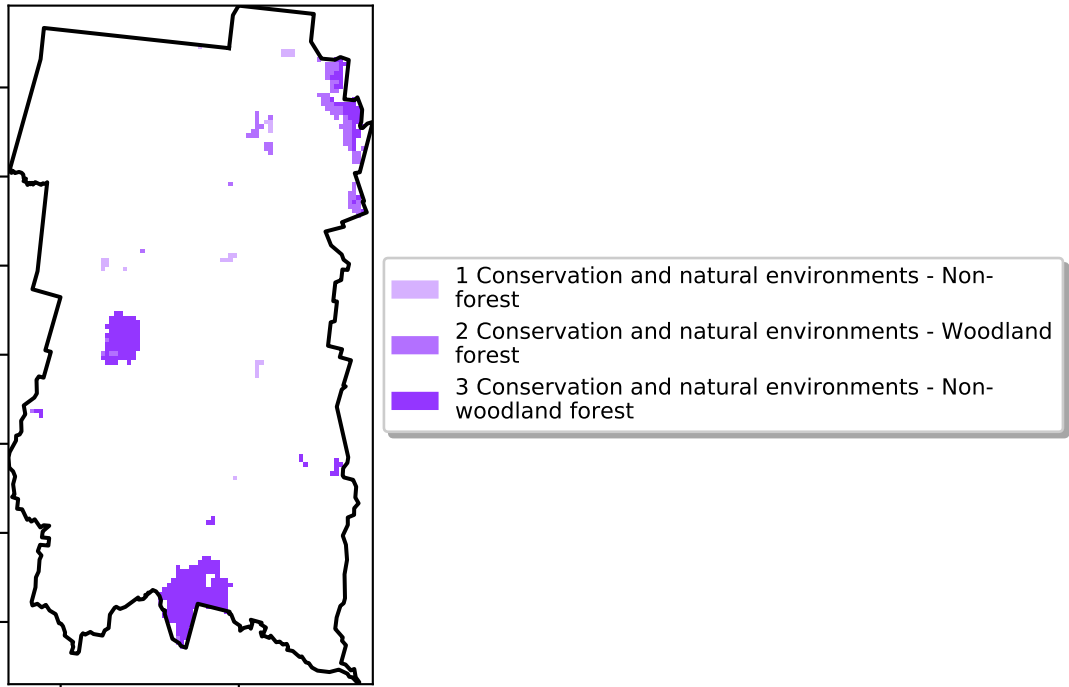 1 Conservation and natural environments - Non-
forest
2 Conservation and natural environments - Woodland
forest
3 Conservation and natural environments - Non-
woodland forest